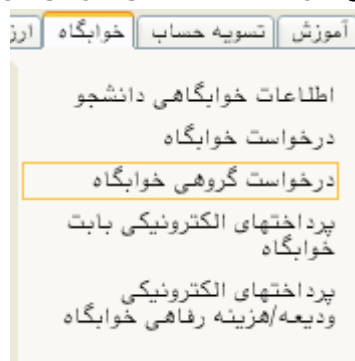 آموزش تسویه حساب خوابگاه ارز
اطلاعات خوابگاهی دانشجو
درخواست خوابگاه
درخواست گروهی خوابگاه
پرداختهای الکترونیکی بابت
خوابگاه
پرداختهای الکترونیکی
ودیعه/هزینه رفاهی خوابگاه